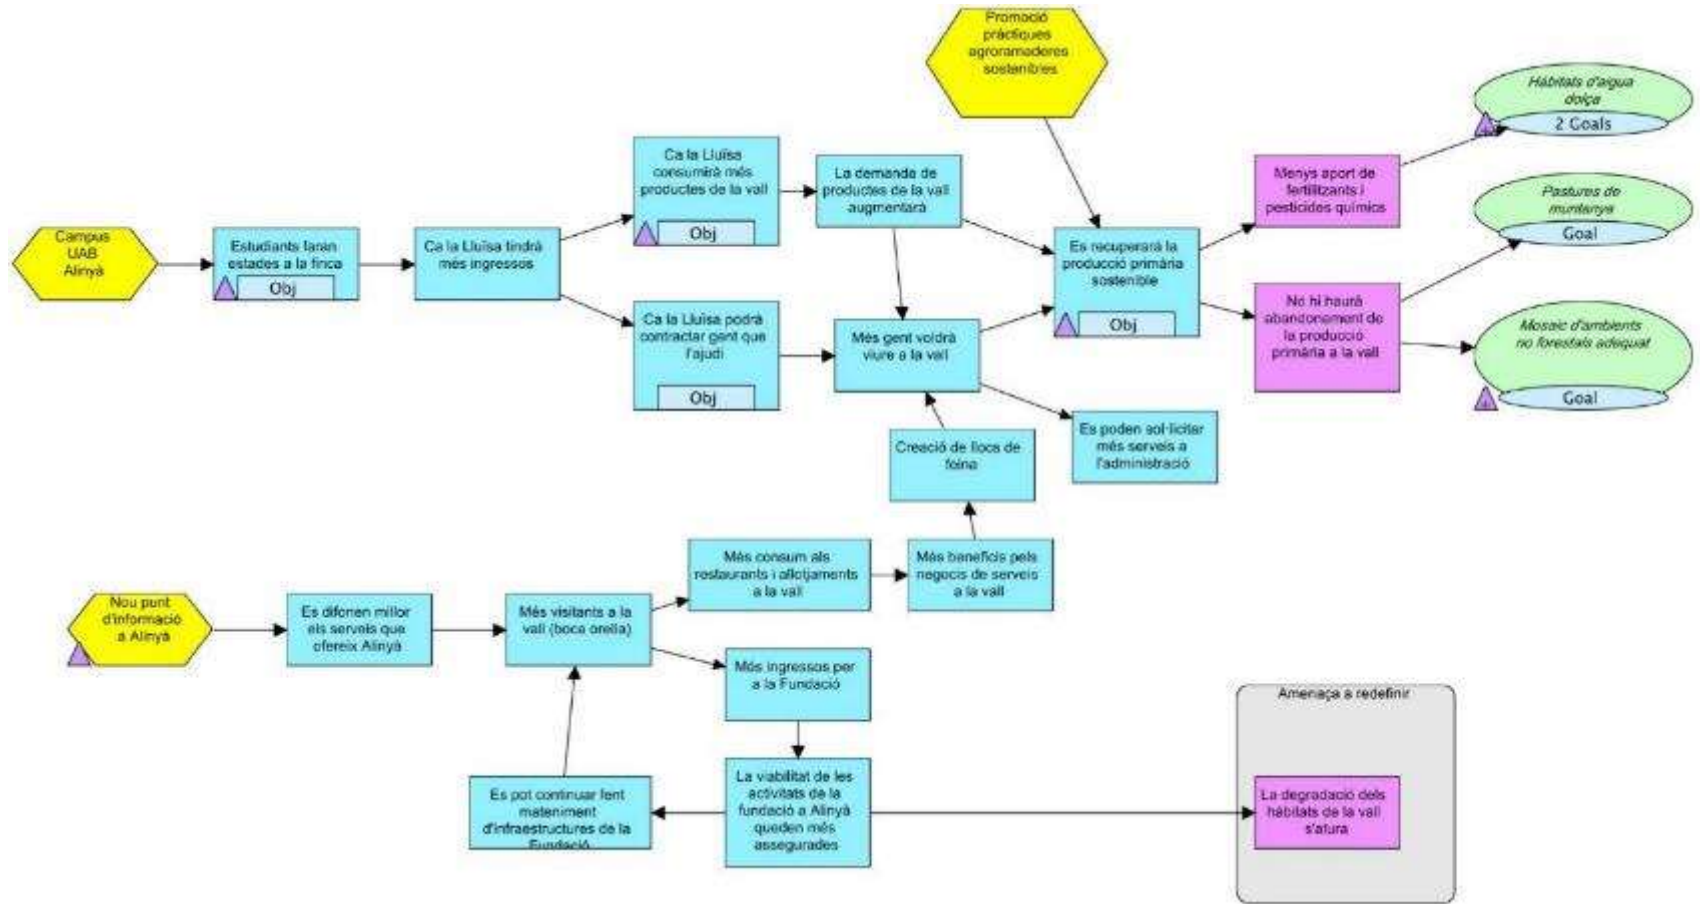 Promoció
pràctiques
agroramaderes
sostenibles
Hàbitats d'aigua
dolça
2 Goals
Ca la Lluïsa
consumirà més
productes de la vall
Obj
La demanda de
productes de la vall
augmentarà
Menys aport de
fertilitzants i
pesticides químics
Pastures de
muntanya
Goal
Campus
UAB
Alinyà
Estudiants faran
estades a la finca
Obj
Ca la Lluïsa tindrà
més ingressos
Es recuperarà la
producció primària
sostenible
Obj
Ca la Lluïsa podrà
contractar gent que
l'ajudi
Obj
Més gent voldrà
viure a la vall
No hi haurà
abandonament de
la producció
primària a la vall
Mosaic d'ambients
no forestals adequat
Goal
Creació de llocs de
feina
Es poden sol·licitar
més serveis a
l'administració
Més consum als
restaurants i allotjaments
a la vall
Més beneficis pels
negocis de serveis
a la vall
Nou punt
d'informació
a Alinyà
Es difonen millor
els serveis que
ofereix Alinyà
Més visitants a la
vall (boca orella)
Més ingressos per
a la Fundació
Amenaça a redefinir
Es pot continuar fent
mateniment
d'infraestructures de la
Fundació
La viabilitat de les
activitats de la
fundació a Alinyà
queden més
assegurades
La degradació dels
hàbitats de la vall
s'atura